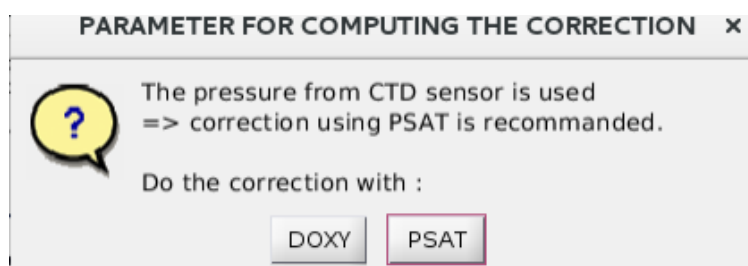 PARAMETER FOR COMPUTING THE CORRECTION ×
?
The pressure from CTD sensor is used
=> correction using PSAT is recommanded.
Do the correction with :
DOXY PSAT